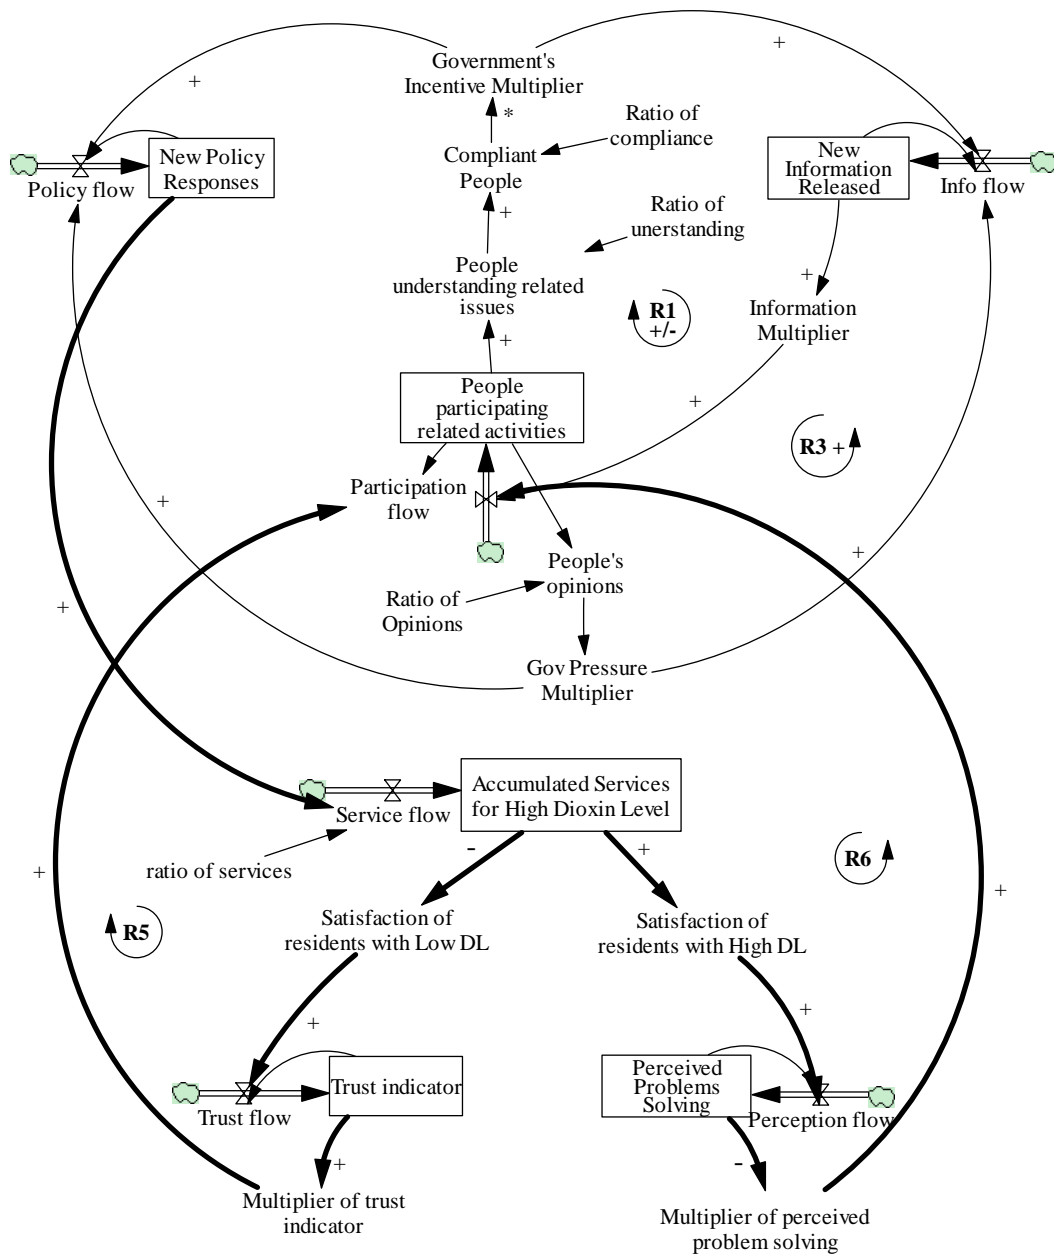 +
Government's
Incentive Multiplier
+
*
Ratio of
compliance
New Policy
Responses
Policy flow
Compliant
People
New
Information
Released
Info flow
+
Ratio of
unerstanding
People
understanding related
issues
+
Information
Multiplier
R1
+/-
+
People
participating
related activities
+
R3 +
Participation
flow
+
+
People's
opinions
Ratio of
Opinions
+
Gov Pressure
Multiplier
Accumulated Services
for High Dioxin Level
Service flow
-
+
ratio of services
+
R6
+
Satisfaction of
residents with Low DL
Satisfaction of
residents with High DL
R5
+
+
Trust indicator
Trust flow
Perceived
Problems
Solving
Perception flow
+
-
Multiplier of trust
indicator
Multiplier of perceived
problem solving